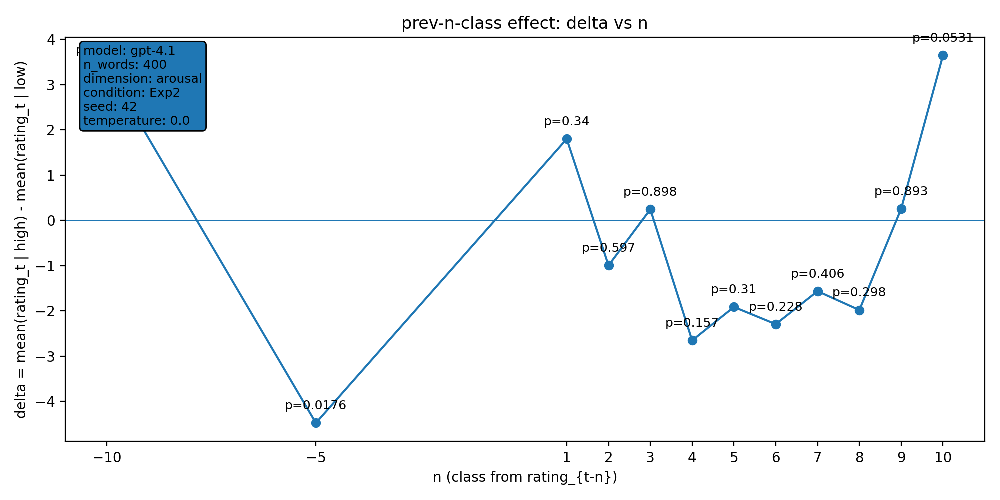 prev-n-class effect: delta vs n
delta = mean(rating_t | high) - mean(rating_t | low)
4
3
2
1
0
−1
−2
−3
−4
model: gpt-4.1
n_words: 400
dimension: arousal
condition: Exp2
seed: 42
temperature: 0.0
p=0.0176
p=0.34
p=0.597
p=0.898
p=0.157
p=0.31
p=0.228
p=0.406
p=0.298
p=0.893
p=0.0531
−10 −5 1 2 3 4 5 6 7 8 9 10
n (class from rating_{t-n})